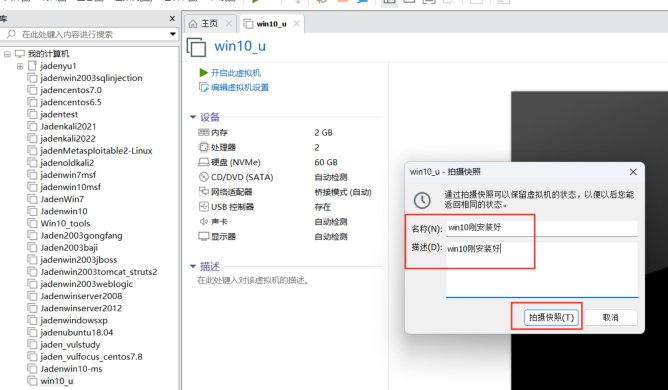 库
主页
win10_u
在此处键入内容进行搜索
我的计算机
jadenyu1
jadenwin2003sqlinjection
jadencentos7.0
jadencentos6.5
jadentest
Jadenkali2021
jadenkali2022
jadenMetasploitable2-Linux
jadenoldkali2
jadenwin7msf
jadenwin10msf
JadenWin7
Jadenwin10
Win10_tools
Jaden2003gongfang
Jaden2003baji
jadenwin2003jboss
Jadenwin2003tomcat_struts2
jadenwin2003weblogic
Jadenwinserver2008
Jadenwinserver2012
jadenwindowsxp
jadenubuntu18.04
jaden_vulstudy
jaden_vulfocus_centos7.8
Jadenwin10-ms
win10_u
win10_u
开启此虚拟机
编辑虚拟机设置
设备
内存 2 GB
处理器 2
硬盘 (NVMe) 60 GB
CD/DVD (SATA) 自动检测
网络适配器 桥接模式 (自动)
USB 控制器 存在
声卡 自动检测
显示器 自动检测
描述
在此处键入对该虚拟机的描述。
win10_u - 拍摄快照
通过拍摄快照可以保留虚拟机的状态，以便以后您能
返回相同的状态。
名称(N): win10刚安装好
描述(D): win10刚安装好
拍摄快照(T) 取消